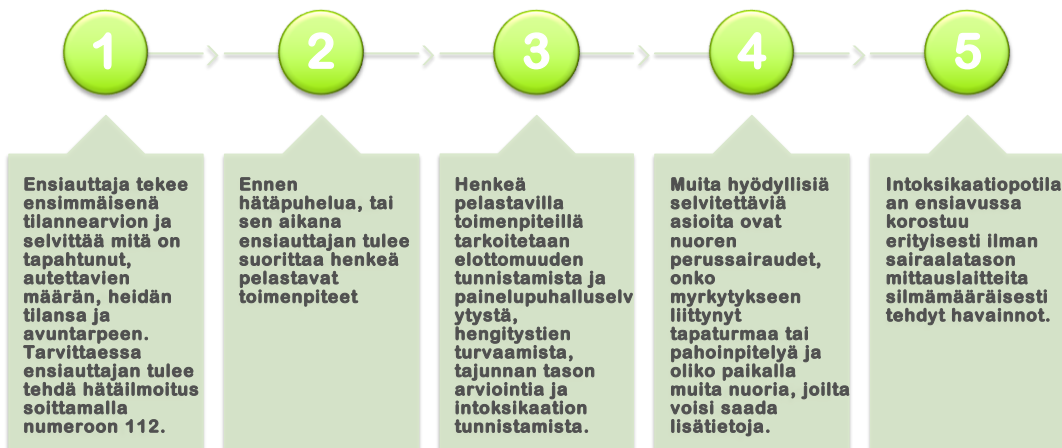 1
2
3
4
5
Ensiauttaja tekee
ensimmäisenä
tilannearvion ja
selvittää mitä on
tapahtunut,
autettavien
määrän, heidän
tilansa ja
avuntarpeen.
Tarvittaessa
ensiauttajan tulee
tehdä hätäilmoitus
soittamalla
numeroon 112.
Ennen
hätäpuhelua, tai
sen aikana
ensiauttajan tulee
suorittaa henkeä
pelastavat
toimenpiteet
Henkeä
pelastavilla
toimenpiteillä
tarkoitetaan
elottomuuden
tunnistamista ja
painelupuhalluselv
ytystä,
hengitystien
turvaamista,
tajunnan tason
arviointia ja
intoksikaation
tunnistamista.
Muita hyödyllisiä
selvitettäviä
asioita ovat
nuoren
perussairaudet,
onko
myrkytykseen
liittynyt
tapaturmaa tai
pahoinpitelyä ja
oliko paikalla
muita nuoria, joilta
voisi saada
lisätietoja.
Intoksikaatiopotila
an ensiavussa
korostuu
erityisesti ilman
sairaalatason
mittauslaitteita
silmämääräisesti
tehdyt havainnot.